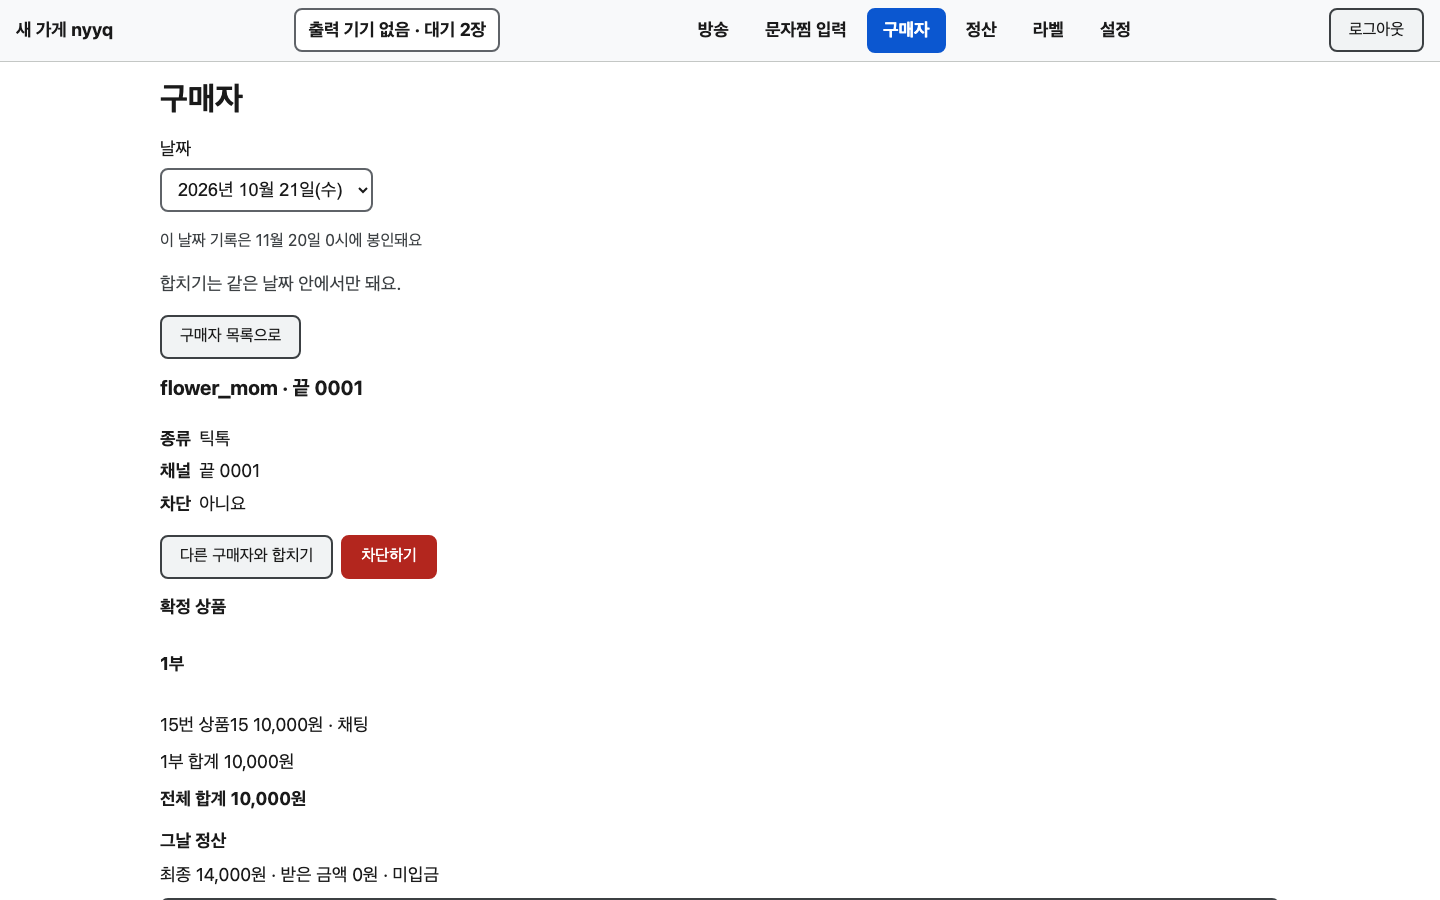 새 가게 nyyq
출력 기기 없음 · 대기 2장
방송
문자찜 입력
구매자
정산
라벨
설정
로그아웃
구매자
날짜
2026년 10월 21일(수)
이 날짜 기록은 11월 20일 0시에 봉인돼요
합치기는 같은 날짜 안에서만 돼요.
구매자 목록으로
flower_mom · 끝 0001
종류 틱톡
채널 끝 0001
차단 아니요
다른 구매자와 합치기
차단하기
확정 상품
1부
15번 상품15 10,000원 · 채팅
1부 합계 10,000원
전체 합계 10,000원
그날 정산
최종 14,000원 · 받은 금액 0원 · 미입금